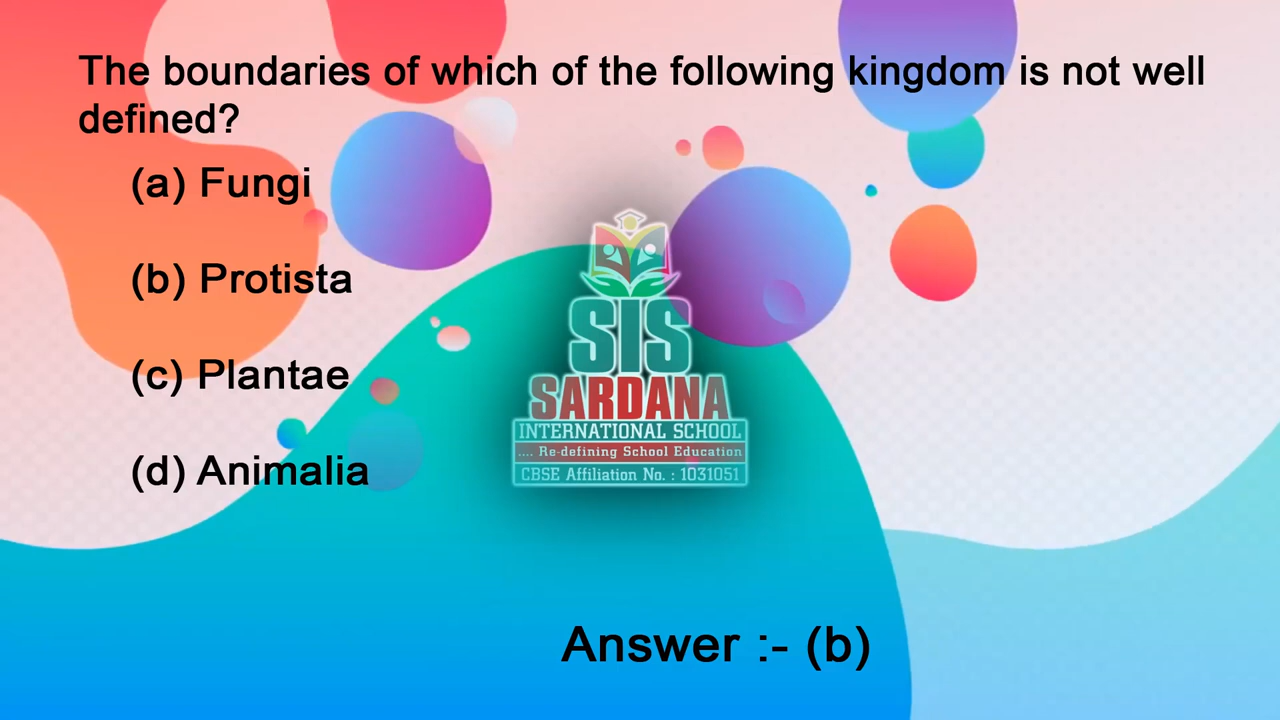 The boundaries of which of the following kingdom is not well
defined?
(a) Fungi
(b) Protista
(c) Plantae
(d) Animalia
SIS
SARDANA
INTERNATIONAL SCHOOL
.... Re-defining School Education
CBSE Affiliation No. : 1031051
Answer :- (b)